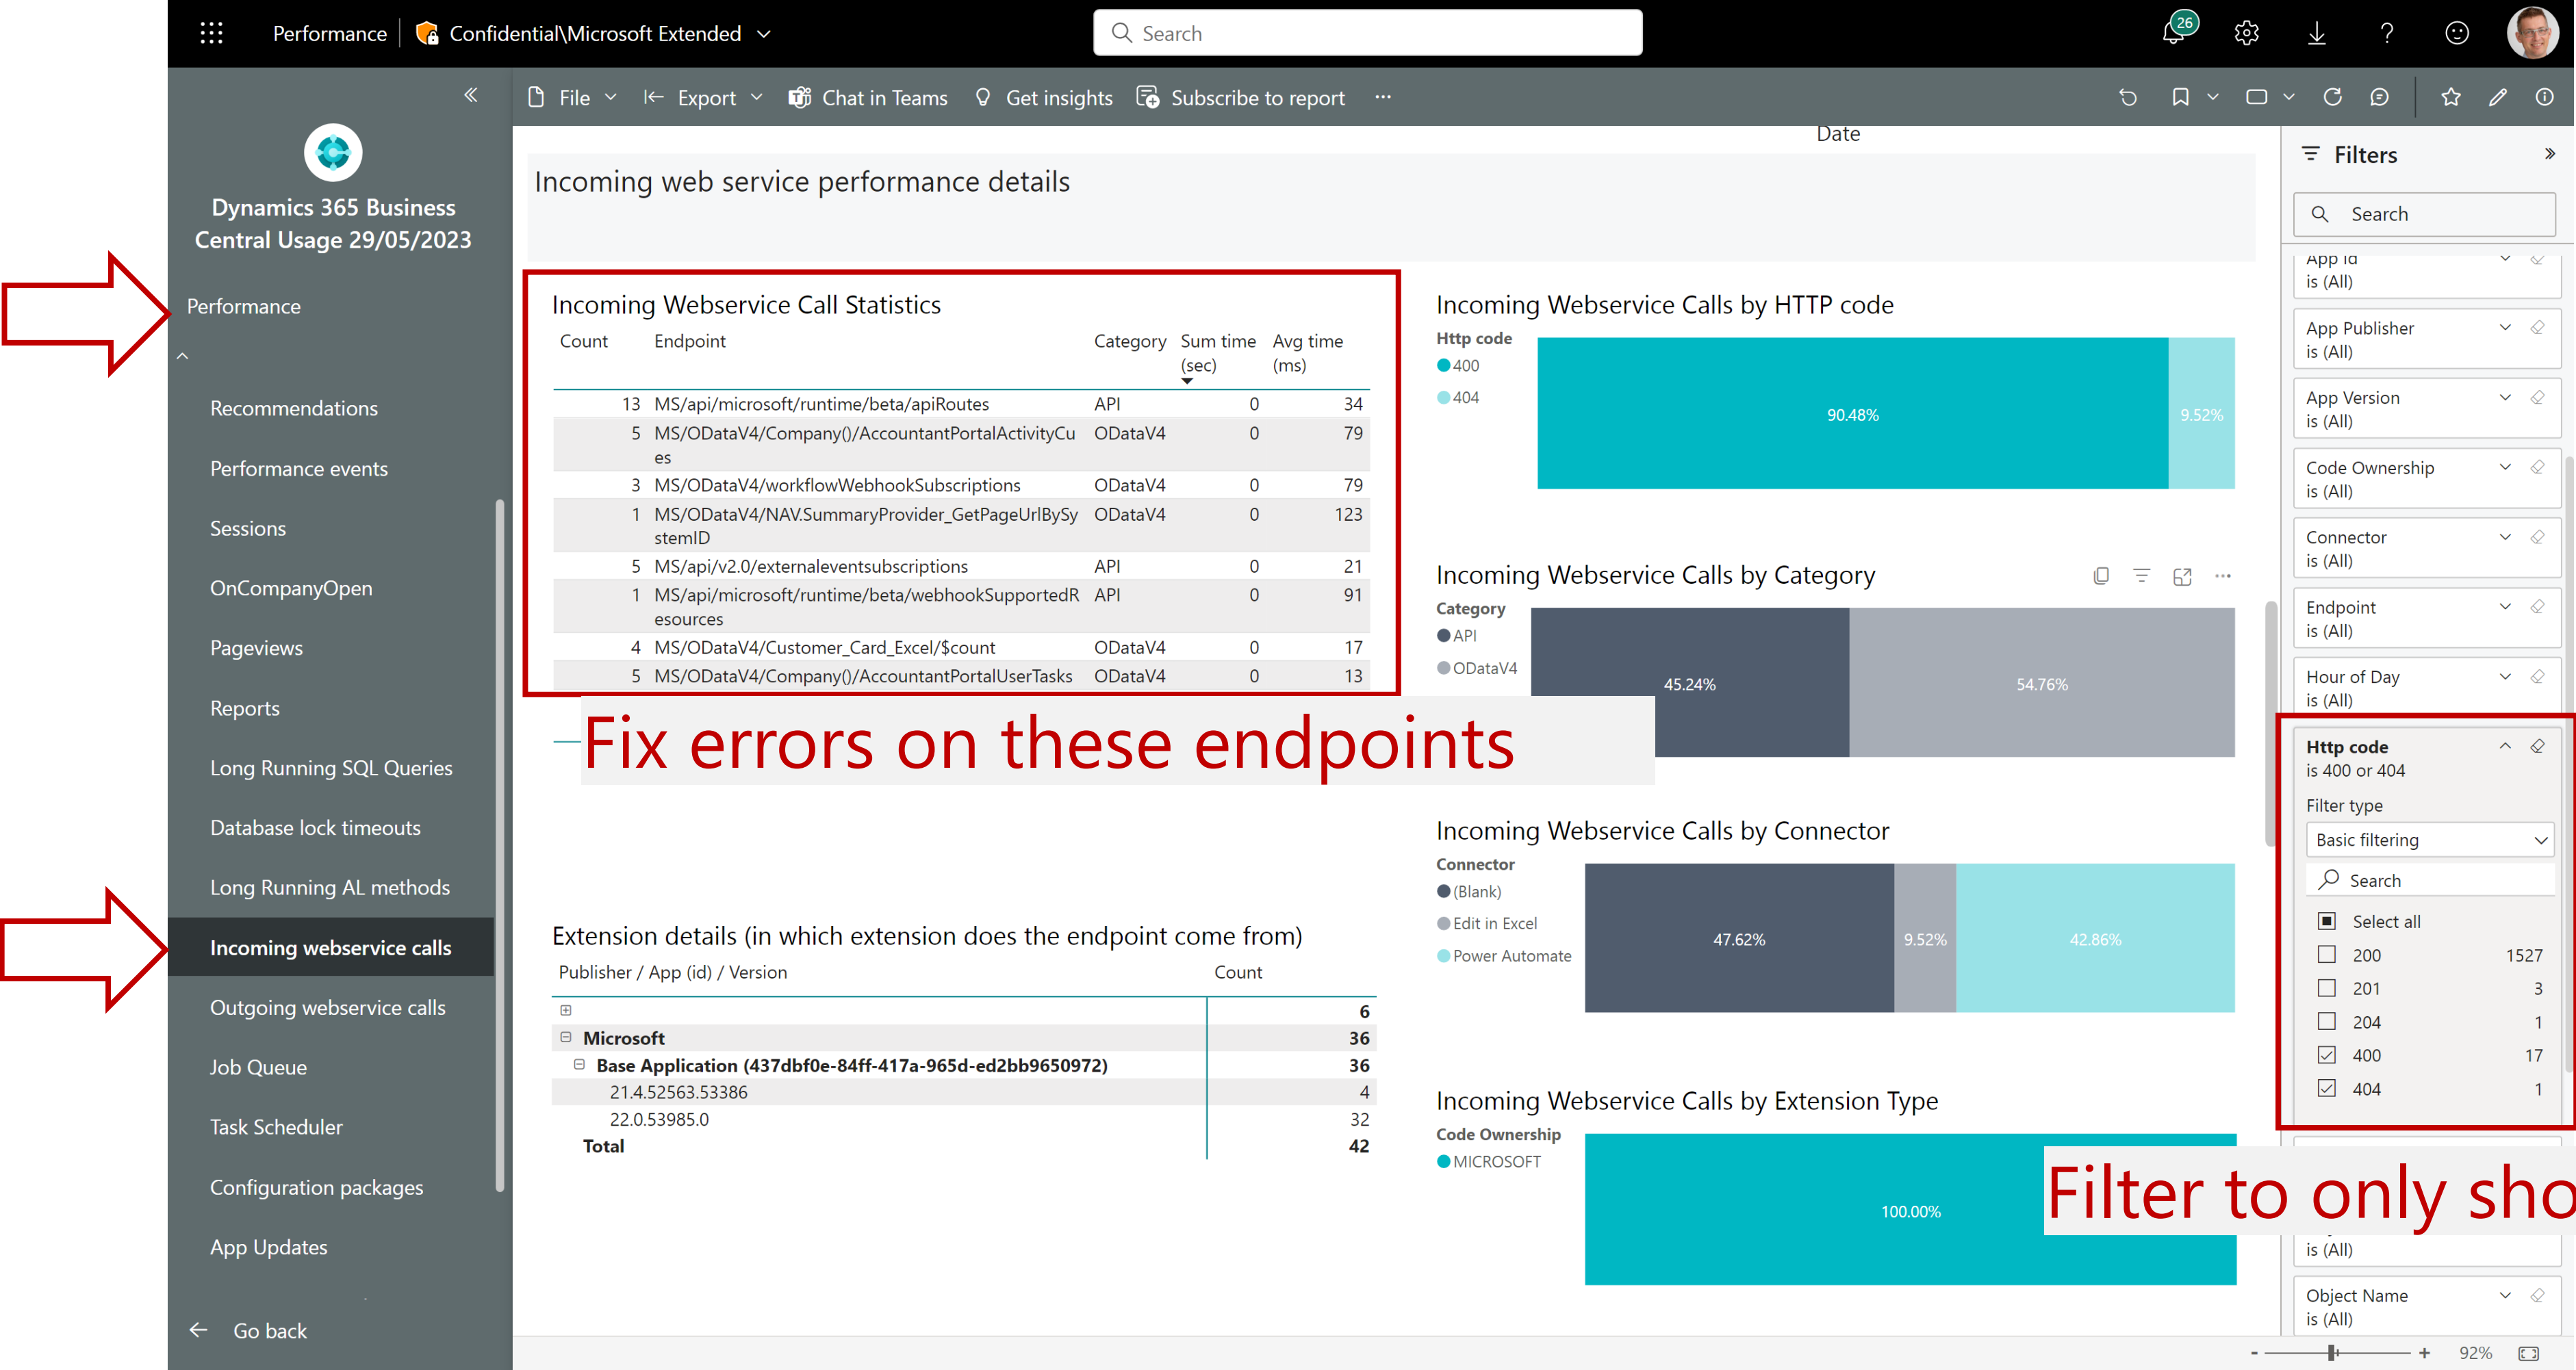 Performance
Confidential\Microsoft Extended
Search
26
File
Export
Chat in Teams
Get insights
Subscribe to report
Dynamics 365 Business
Central Usage 29/05/2023
Performance
Recommendations
Performance events
Sessions
OnCompanyOpen
Pageviews
Reports
Long Running SQL Queries
Database lock timeouts
Long Running AL methods
Incoming webservice calls
Outgoing webservice calls
Job Queue
Task Scheduler
Configuration packages
App Updates
Go back
Date
Incoming web service performance details
Incoming Webservice Call Statistics
Count Endpoint Category Sum time (sec) Avg time (ms)
13 MS/api/microsoft/runtime/beta/apiRoutes API 0 34
5 MS/ODataV4/Company()/AccountantPortalActivityCu ODataV4 0 79
es
3 MS/ODataV4/workflowWebhookSubscriptions ODataV4 0 79
1 MS/ODataV4/NAV.SummaryProvider_GetPageUrlBySy ODataV4 0 123
stemID
5 MS/api/v2.0/externaleventsubscriptions API 0 21
1 MS/api/microsoft/runtime/beta/webhookSupportedR API 0 91
esources
4 MS/ODataV4/Customer_Card_Excel/$count ODataV4 0 17
5 MS/ODataV4/Company()/AccountantPortalUserTasks ODataV4 0 13
Fix errors on these endpoints
Extension details (in which extension does the endpoint come from)
Publisher / App (id) / Version Count
6
Microsoft 36
Base Application (437dbf0e-84ff-417a-965d-ed2bb9650972) 36
21.4.52563.53386 4
22.0.53985.0 32
Total 42
Incoming Webservice Calls by HTTP code
Http code
400
404
90.48%
9.52%
Incoming Webservice Calls by Category
Category
API
ODataV4
45.24%
54.76%
Incoming Webservice Calls by Connector
Connector
(Blank)
Edit in Excel
Power Automate
47.62%
9.52%
42.86%
Incoming Webservice Calls by Extension Type
Code Ownership
MICROSOFT
100.00%
Filters
Search
App Id
is (All)
App Publisher
is (All)
App Version
is (All)
Code Ownership
is (All)
Connector
is (All)
Endpoint
is (All)
Hour of Day
is (All)
Http code
is 400 or 404
Filter type
Basic filtering
Search
Select all
200 1527
201 3
204 1
400 17
404 1
Filter to only sho
is (All)
Object Name
is (All)
92%